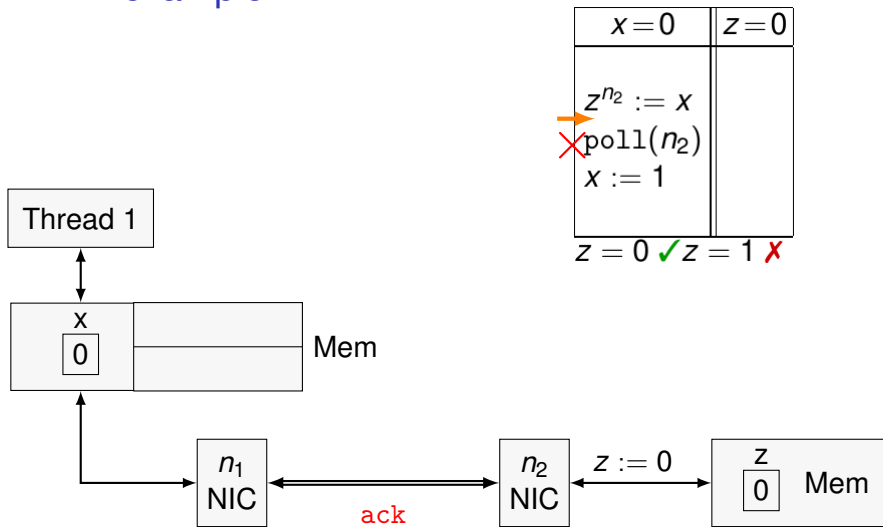 x=0 z=0
z^{n_2} := x
poll(n_2)
x := 1
z = 0 ✓ z = 1 ✗
Thread 1
x
0
Mem
n_1
NIC
ack
n_2
NIC
z := 0
z
0
Mem